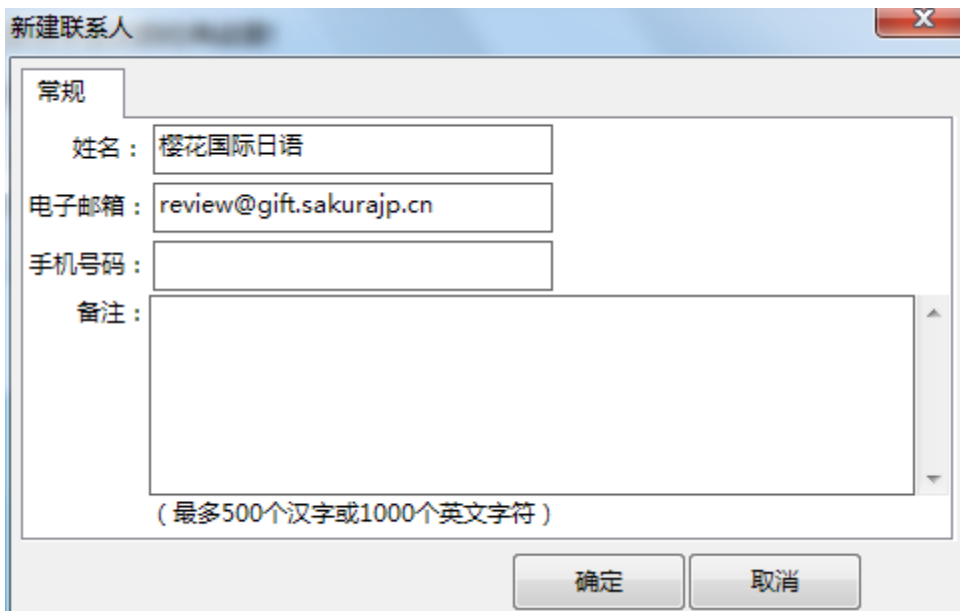 新建联系人
常规
姓名：樱花国际日语
电子邮箱：review@gift.sakurajp.cn
手机号码：
备注：
（最多500个汉字或1000个英文字符）
确定 取消